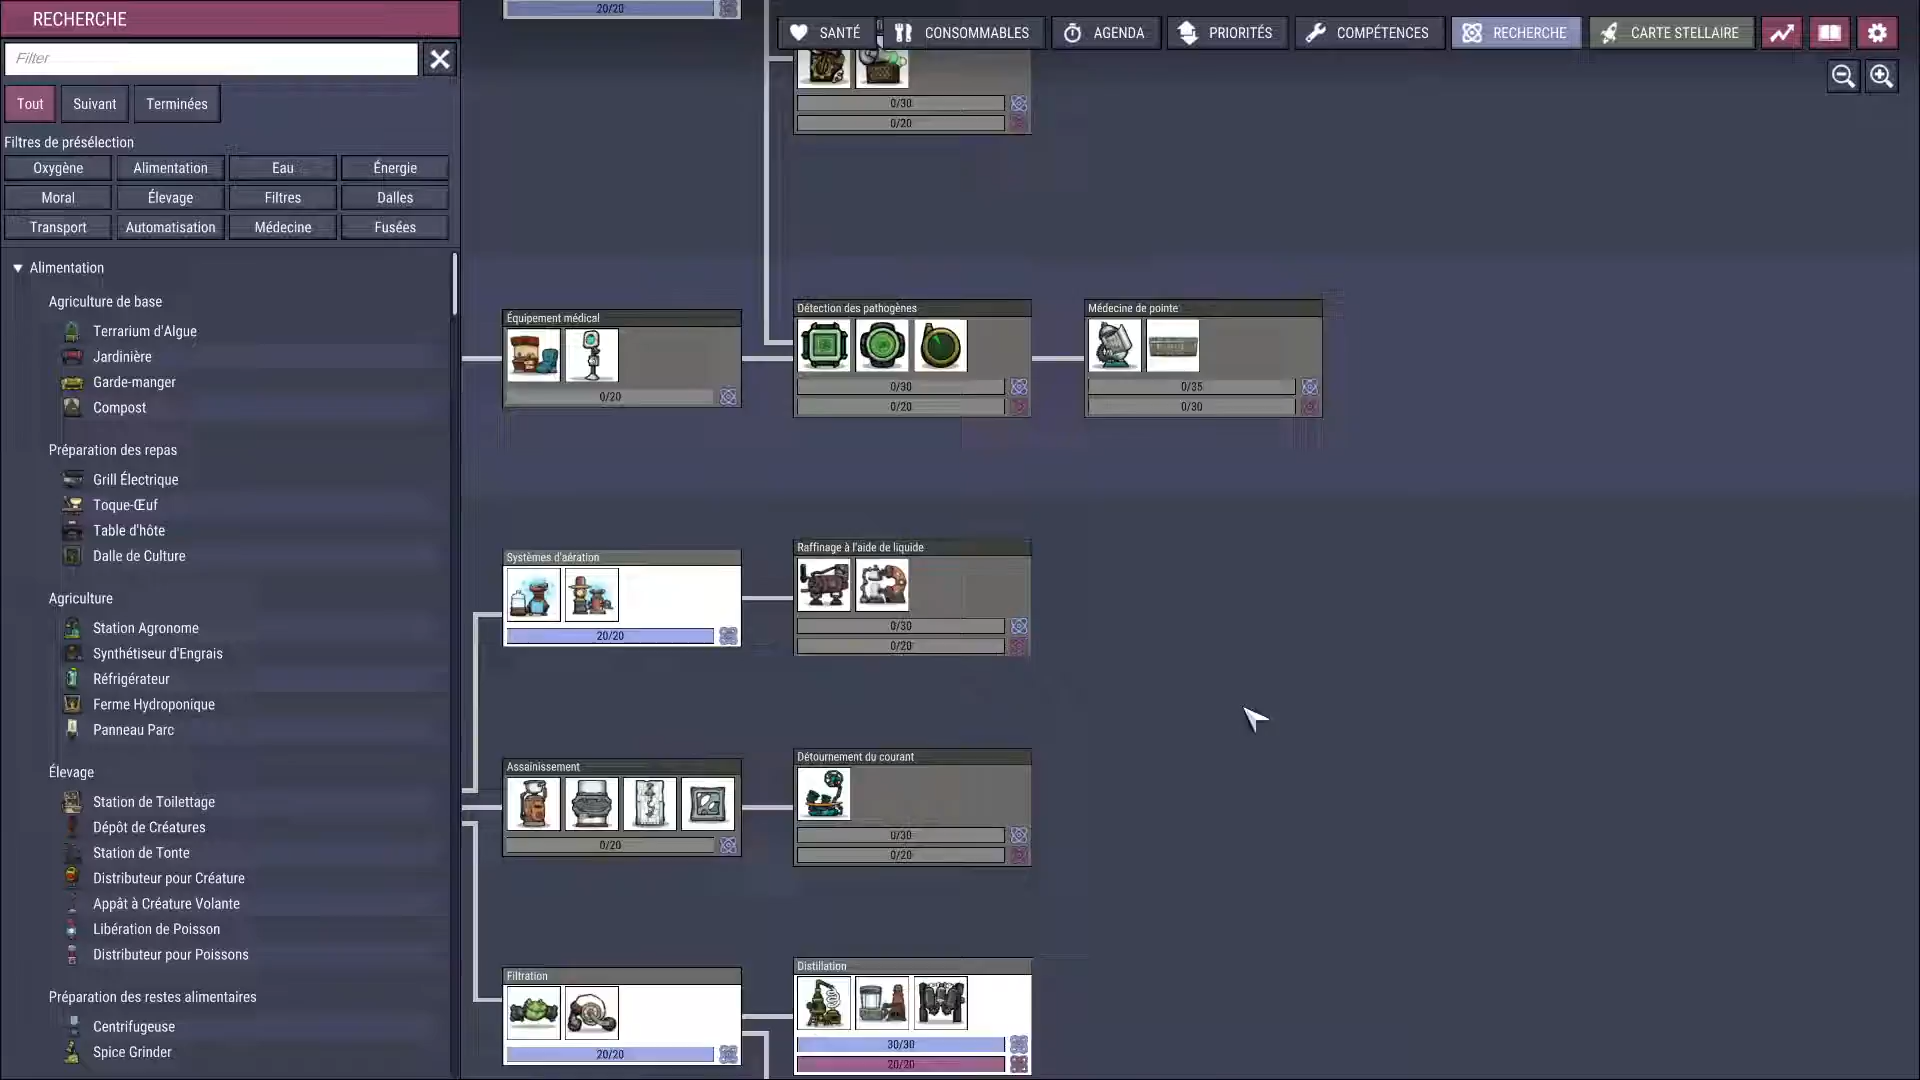 RECHERCHE
Filter
Tout
Suivant
Terminées
Filtres de présélection
Oxygène
Alimentation
Eau
Énergie
Moral
Élevage
Filtres
Dalles
Transport
Automatisation
Médecine
Fusées
Alimentation
Agriculture de base
Terrarium d'Algue
Jardinière
Garde-manger
Compost
Préparation des repas
Grill Électrique
Toque-Œuf
Table d'hôte
Dalle de Culture
Agriculture
Station Agronome
Synthétiseur d'Engrais
Réfrigérateur
Ferme Hydroponique
Panneau Parc
Élevage
Station de Toilettage
Dépôt de Créatures
Station de Tonte
Distributeur pour Créature
Appât à Créature Volante
Libération de Poisson
Distributeur pour Poissons
Préparation des restes alimentaires
Centrifugeuse
Spice Grinder
SANTÉ
CONSOMMABLES
AGENDA
PRIORITÉS
COMPÉTENCES
RECHERCHE
CARTE STELLAIRE
20/20
0/30
0/20
Équipement médical
0/20
Détection des pathogènes
0/30
0/20
Médecine de pointe
0/35
0/30
Systèmes d'aération
20/20
Raffinage à l'aide de liquide
0/30
0/20
Assainissement
0/20
Détournement du courant
0/30
0/20
Filtration
20/20
Distillation
30/30
20/20